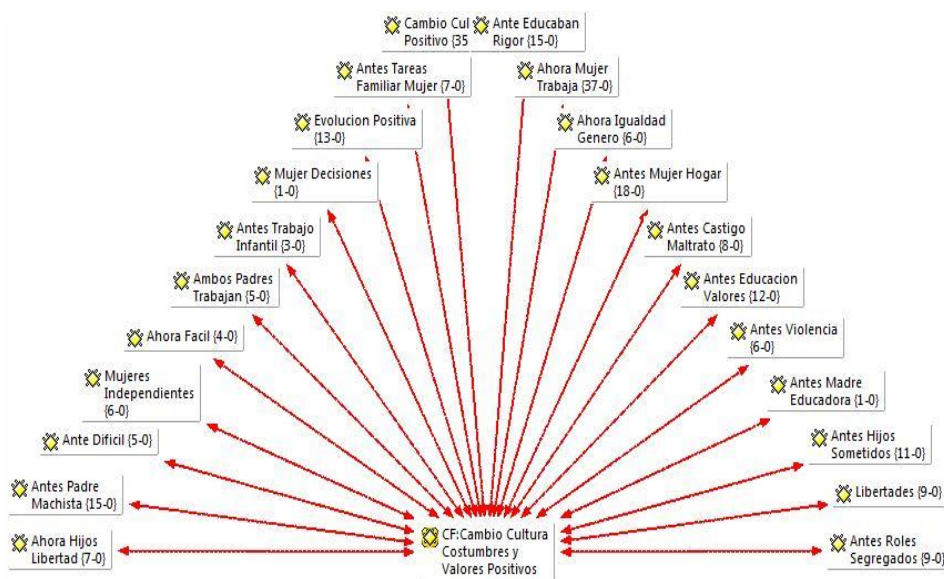 Cambio Cul
Positivo {35
Ante Educaban
Rigor {15-0}
Antes Tareas
Familiar Mujer {7-0}
Ahora Mujer
Trabaja {37-0}
Evolucion Positiva
{13-0}
Ahora Igualdad
Genero {6-0}
Mujer Decisiones
{1-0}
Antes Mujer Hogar
{18-0}
Antes Trabajo
Infantil {3-0}
Antes Castigo
Maltrato {8-0}
Ambos Padres
Trabajan {5-0}
Antes Educacion
Valores {12-0}
Ahora Facil {4-0}
Antes Violencia
{6-0}
Mujeres
Independientes
{6-0}
Antes Madre
Educadora {1-0}
Ante Dificil {5-0}
Antes Hijos
Sometidos {11-0}
Antes Padre
Machista {15-0}
Libertades {9-0}
Ahora Hijos
Libertad {7-0}
CF:Cambio Cultura
Costumbres y
Valores Positivos
Antes Roles
Segregados {9-0}